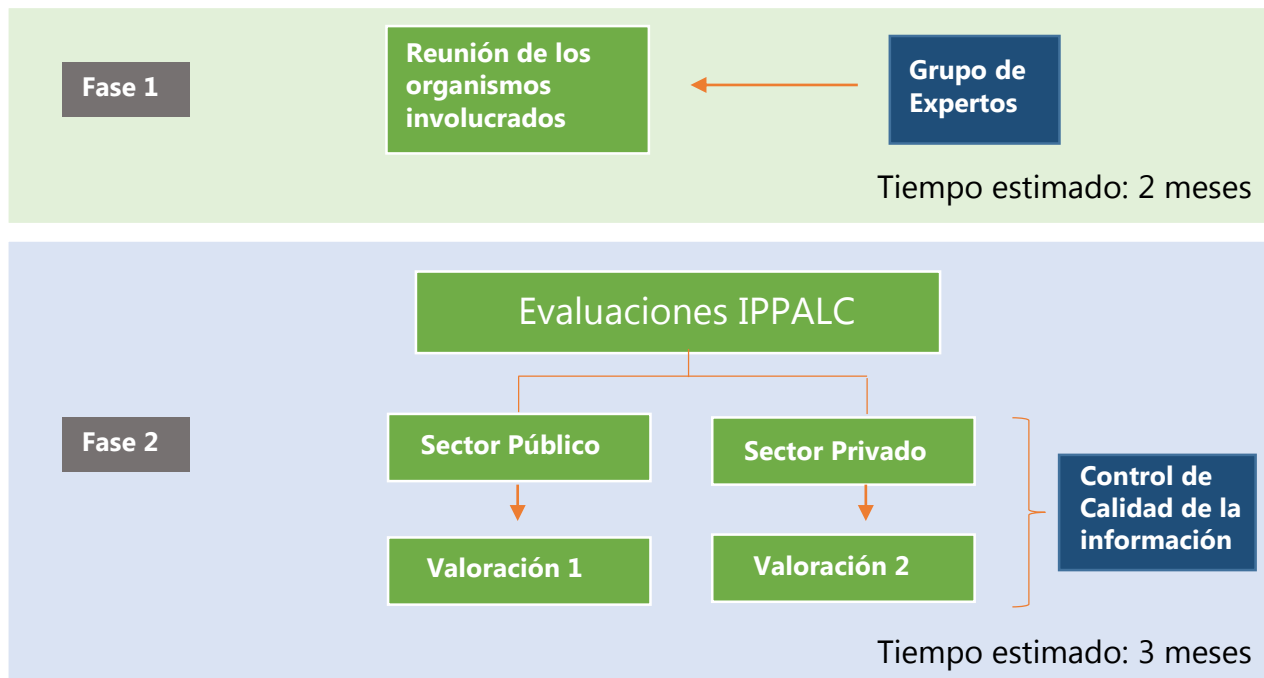 Fase 1
Reunión de los
organismos
involucrados
Grupo de
Expertos
Tiempo estimado: 2 meses
Evaluaciones IPPALC
Fase 2
Sector Público
Sector Privado
Control de
Calidad de la
información
Valoración 1
Valoración 2
Tiempo estimado: 3 meses